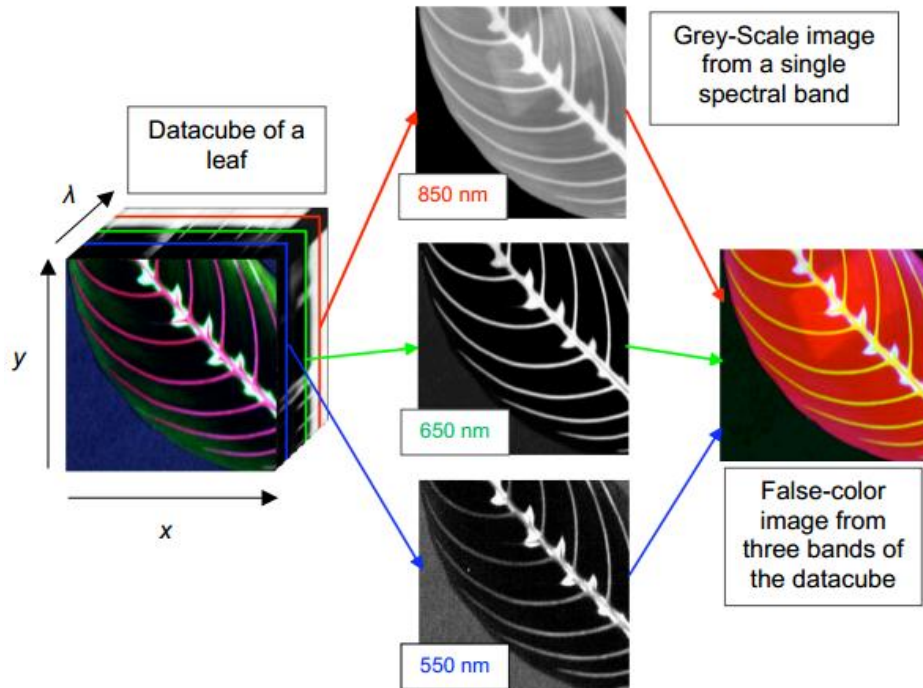 Datacube of a
leaf
λ
y
x
850 nm
650 nm
550 nm
Grey-Scale image
from a single
spectral band
False-color
image from
three bands of
the datacube